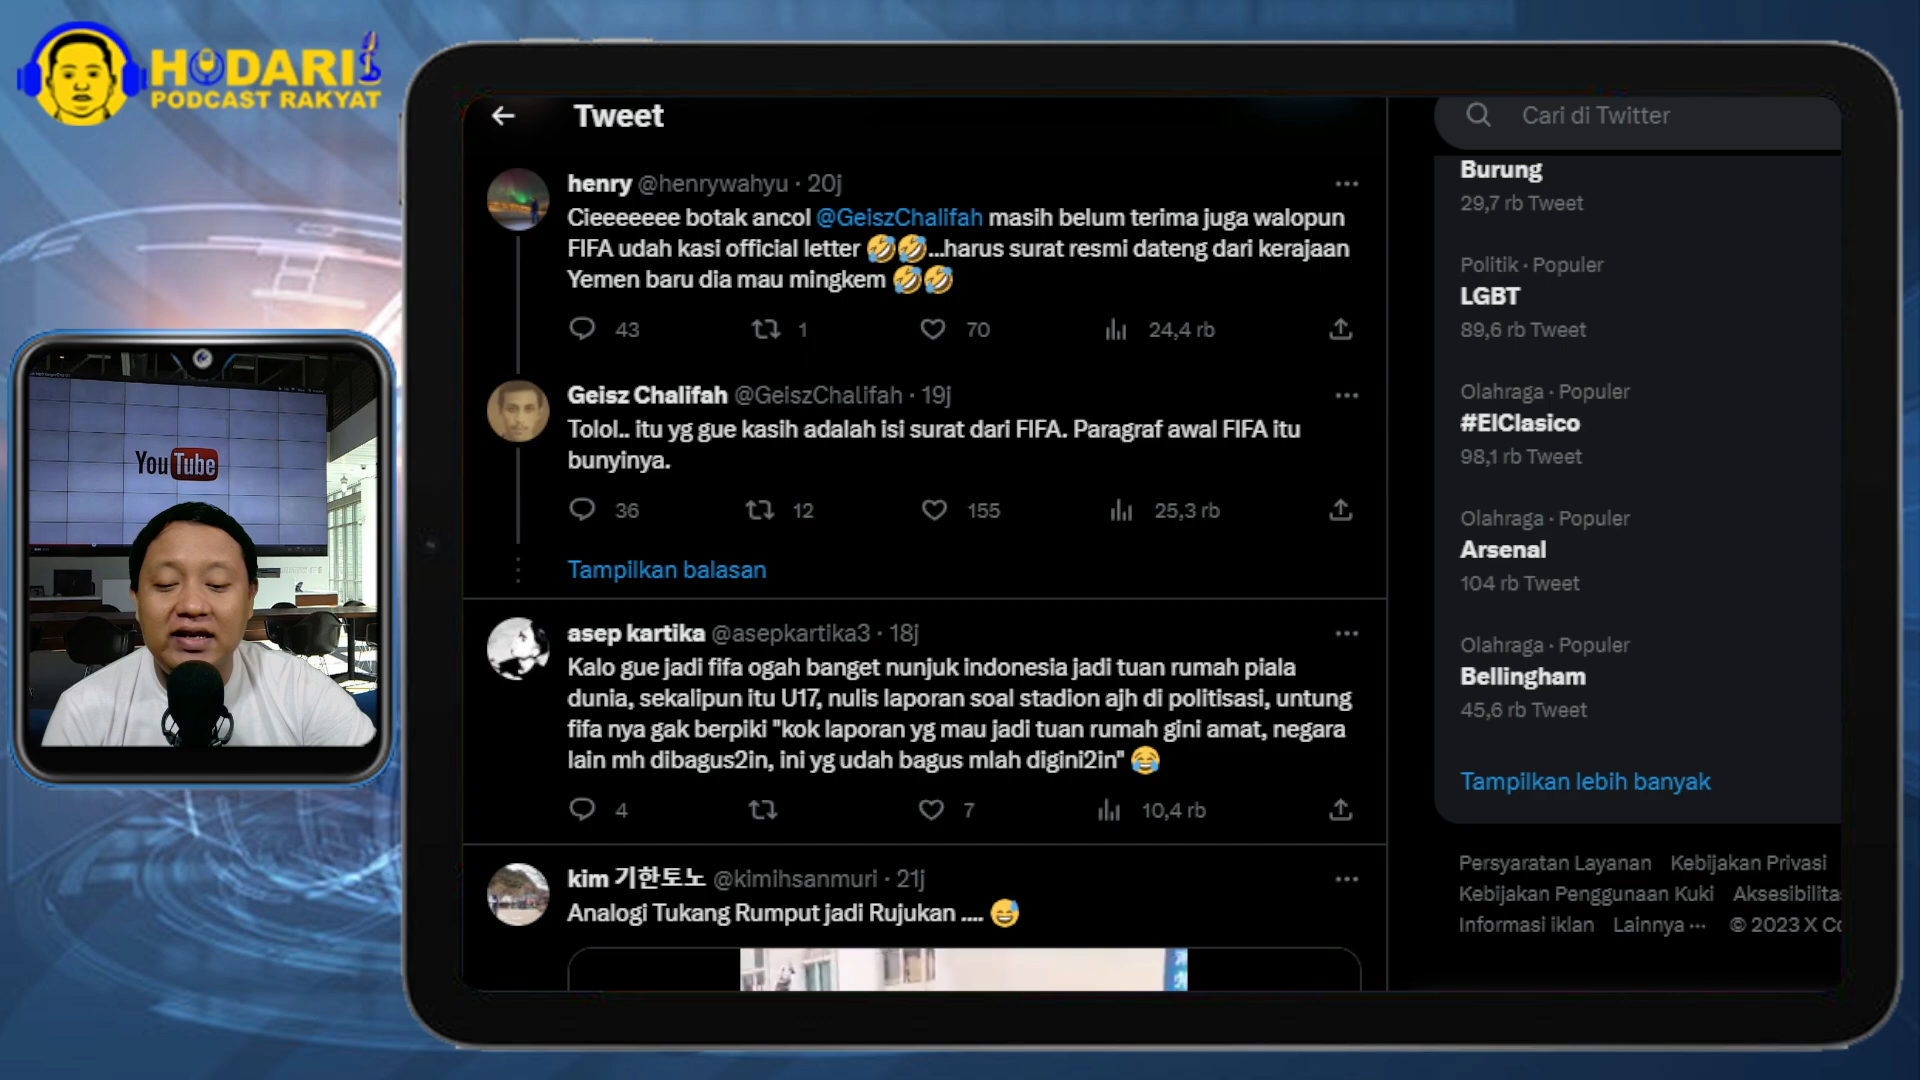 HODARI
PODCAST RAKYAT
YouTube
Tweet
henry @henrywahyu · 20j
Cieeeeeee botak ancol @GeiszChalifah masih belum terima juga walopun
FIFA udah kasi official letter 🤣🤣...harus surat resmi dateng dari kerajaan
Yemen baru dia mau mingkem 🤣🤣
43 1 70 24,4 rb
Geisz Chalifah @GeiszChalifah · 19j
Tolol.. itu yg gue kasih adalah isi surat dari FIFA. Paragraf awal FIFA itu
bunyinya.
36 12 155 25,3 rb
Tampilkan balasan
asep kartika @asepkartika3 · 18j
Kalo gue jadi fifa ogah banget nunjuk indonesia jadi tuan rumah piala
dunia, sekalipun itu U17, nulis laporan soal stadion ajh di politisasi, untung
fifa nya gak berpiki "kok laporan yg mau jadi tuan rumah gini amat, negara
lain mh dibagus2in, ini yg udah bagus mlah digini2in" 😂
4 7 10,4 rb
kim 기한토노 @kimihsanmuri · 21j
Analogi Tukang Rumput jadi Rujukan .... 😅
Cari di Twitter
Burung
29,7 rb Tweet
Politik · Populer
LGBT
89,6 rb Tweet
Olahraga · Populer
#ElClasico
98,1 rb Tweet
Olahraga · Populer
Arsenal
104 rb Tweet
Olahraga · Populer
Bellingham
45,6 rb Tweet
Tampilkan lebih banyak
Persyaratan Layanan Kebijakan Privasi
Kebijakan Penggunaan Kuki Aksesibilita
Informasi iklan Lainnya ··· © 2023 X Co